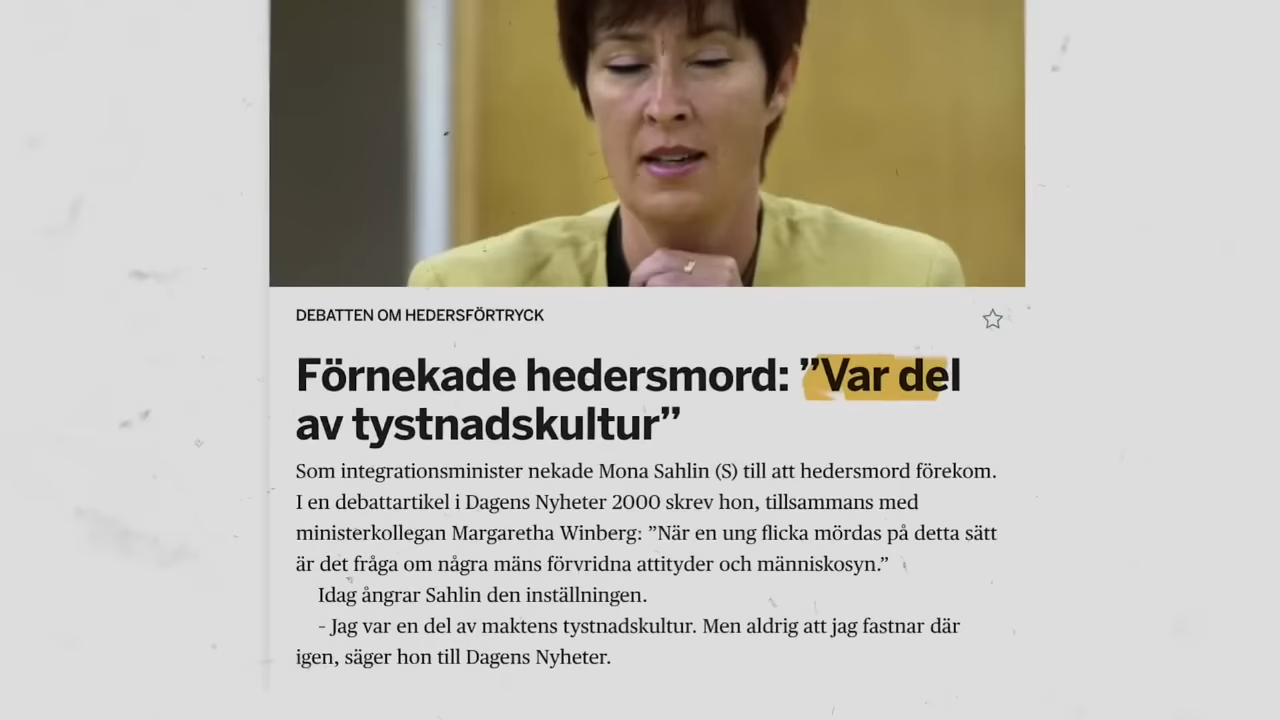 DEBATTEN OM HEDERSFÖRTRYCK
Förnekade hedersmord: ”Var del
av tystnadskultur”
Som integrationsminister nekade Mona Sahlin (S) till att hedersmord förekom.
I en debattartikel i Dagens Nyheter 2000 skrev hon, tillsammans med
ministerkollegan Margaretha Winberg: ”När en ung flicka mördas på detta sätt
är det fråga om några mäns förvridna attityder och människosyn.”
Idag ångrar Sahlin den inställningen.
– Jag var en del av maktens tystnadskultur. Men aldrig att jag fastnar där
igen, säger hon till Dagens Nyheter.